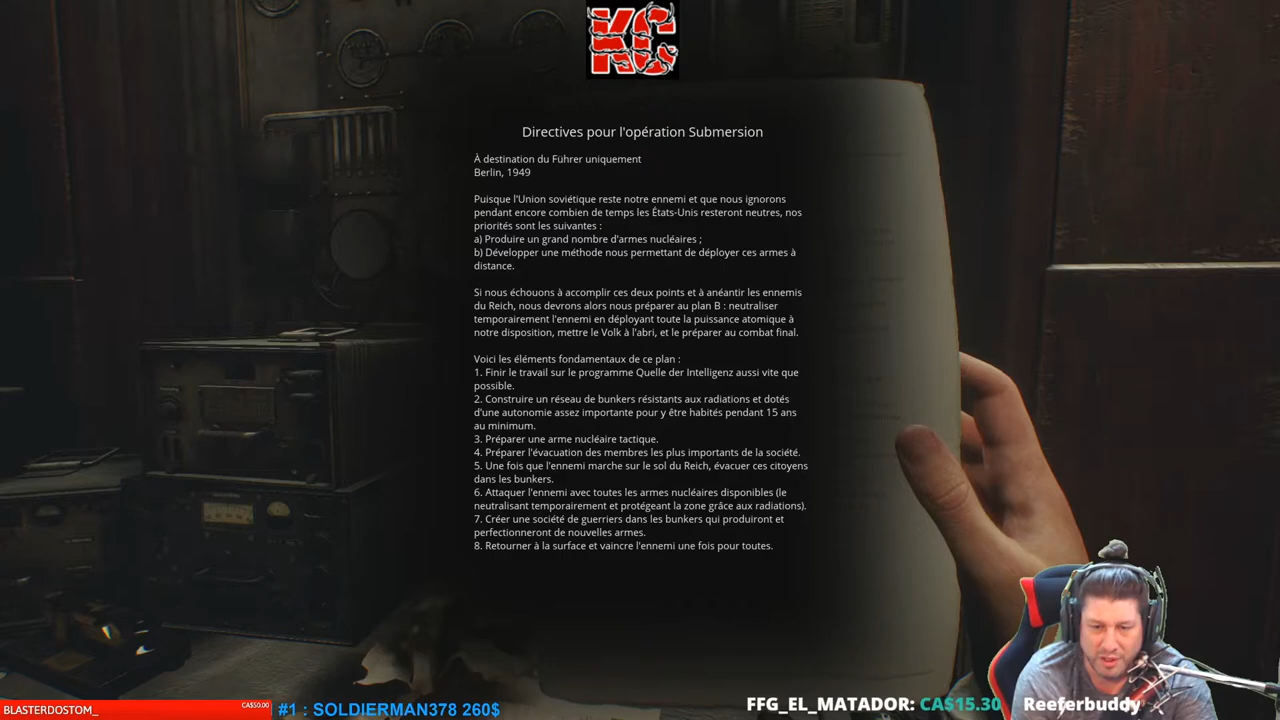 KC
Directives pour l'opération Submersion
À destination du Führer uniquement
Berlin, 1949
Puisque l'Union soviétique reste notre ennemi et que nous ignorons
pendant encore combien de temps les États-Unis resteront neutres, nos
priorités sont les suivantes :
a) Produire un grand nombre d'armes nucléaires ;
b) Développer une méthode nous permettant de déployer ces armes à
distance.
Si nous échouons à accomplir ces deux points et à anéantir les ennemis
du Reich, nous devrons alors nous préparer au plan B : neutraliser
temporairement l'ennemi en déployant toute la puissance atomique à
notre disposition, mettre le Volk à l'abri, et le préparer au combat final.
Voici les éléments fondamentaux de ce plan :
1. Finir le travail sur le programme Quelle der Intelligenz aussi vite que
possible.
2. Construire un réseau de bunkers résistants aux radiations et dotés
d'une autonomie assez importante pour y être habités pendant 15 ans
au minimum.
3. Préparer une arme nucléaire tactique.
4. Préparer l'évacuation des membres les plus importants de la société.
5. Une fois que l'ennemi marche sur le sol du Reich, évacuer ces citoyens
dans les bunkers.
6. Attaquer l'ennemi avec toutes les armes nucléaires disponibles (le
neutralisant temporairement et protégeant la zone grâce aux radiations).
7. Créer une société de guerriers dans les bunkers qui produiront et
perfectionneront de nouvelles armes.
8. Retourner à la surface et vaincre l'ennemi une fois pour toutes.
BLASTERDOSTOM_ CA$50.00
#1 : SOLDIERMAN378 260$
FFG_EL_MATADOR: CA$15.30 Reeferbuddy